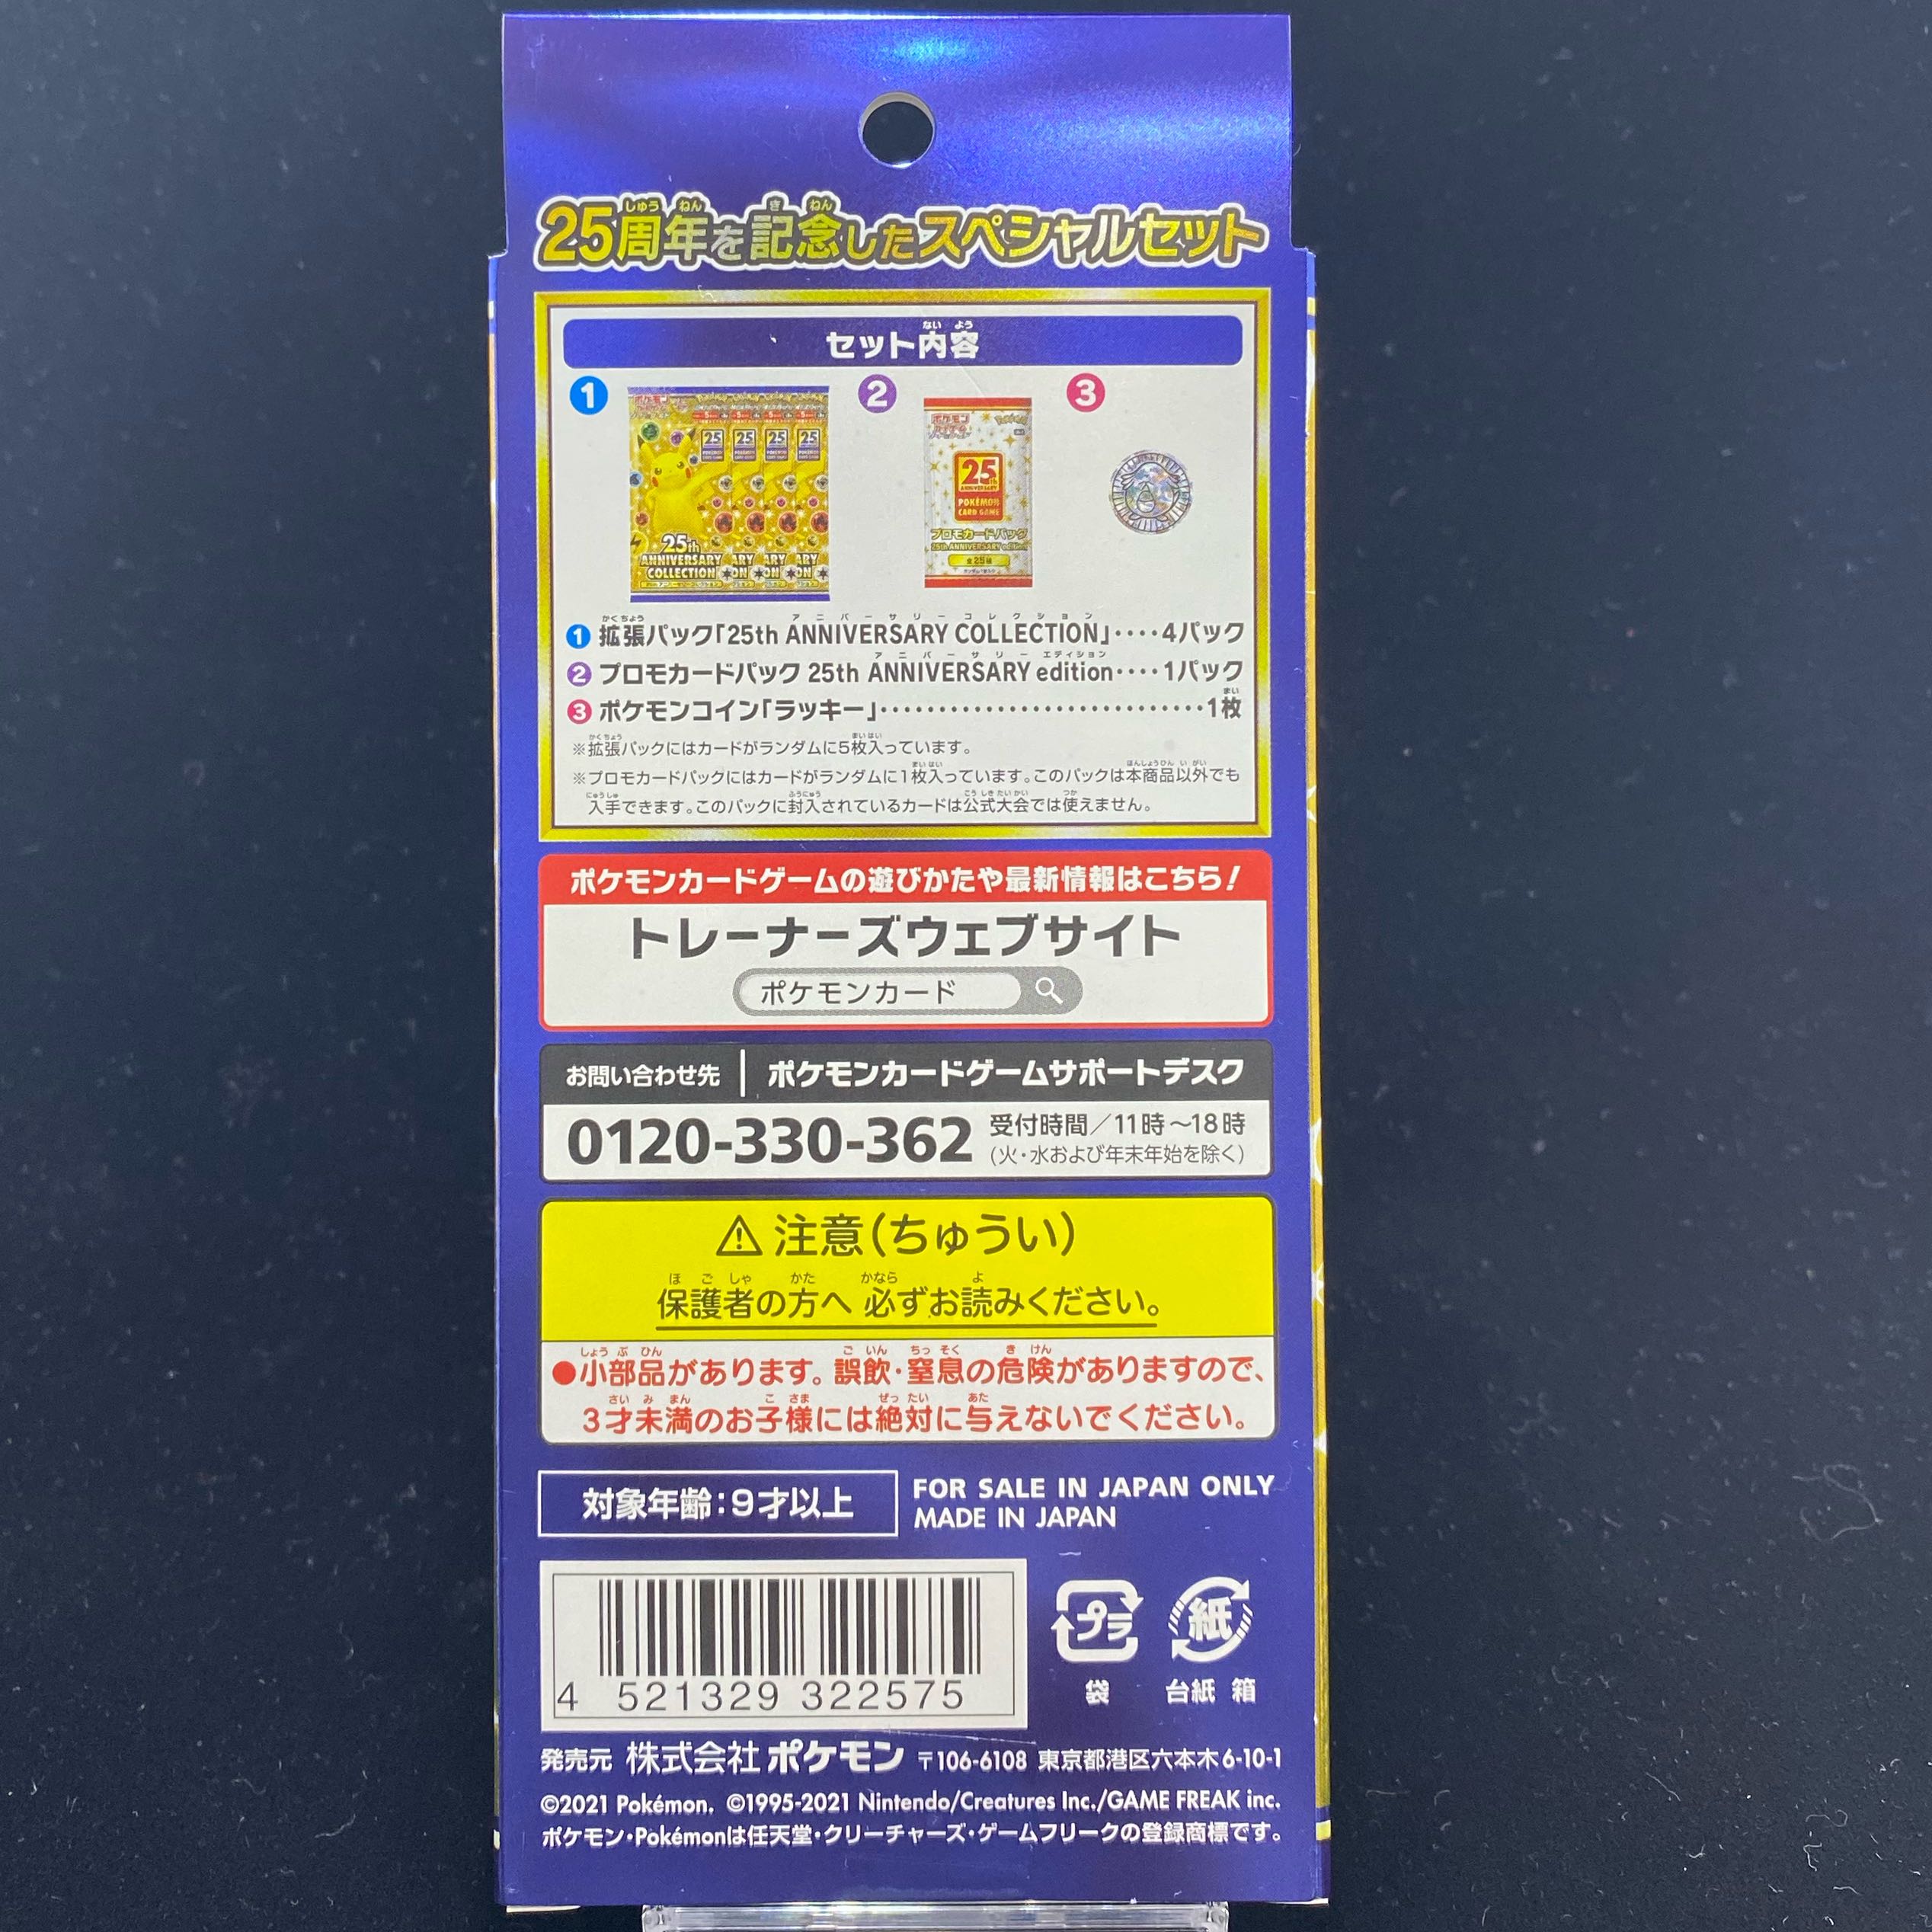 25周年を記念したスペシャルセット
セット内容
1 2 3
25
POKÉMON
CARD GAME
25th
ANNIVERSARY
COLLECTION
ポケモン
カードゲーム
25th
ANNIVERSARY
POKÉMON
CARD GAME
プロモカードパック
25th ANNIVERSARY edition
全25種
1 拡張パック「25th ANNIVERSARY COLLECTION」････4パック
2 プロモカードパック 25th ANNIVERSARY edition････1パック
3 ポケモンコイン「ラッキー」････････････････････････････1枚
※拡張パックにはカードがランダムに5枚入っています。
※プロモカードパックにはカードがランダムに1枚入っています。このパックは本商品以外でも
入手できます。このパックに封入されているカードは公式大会では使えません。
ポケモンカードゲームの遊びかたや最新情報はこちら!
トレーナーズウェブサイト
ポケモンカード
お問い合わせ先 | ポケモンカードゲームサポートデスク
0120-330-362 受付時間/11時~18時
(火・水および年末年始を除く)
⚠注意(ちゅうい)
保護者の方へ 必ずお読みください。
●小部品があります。誤飲・窒息の危険がありますので、
3才未満のお子様には絶対に与えないでください。
対象年齢:9才以上
FOR SALE IN JAPAN ONLY
MADE IN JAPAN
4 521329 322575
プラ 紙
袋 台紙 箱
発売元 株式会社ポケモン 〒106-6108 東京都港区六本木6-10-1
©2021 Pokémon. ©1995-2021 Nintendo/Creatures Inc./GAME FREAK inc.
ポケモン・Pokémonは任天堂・クリーチャーズ・ゲームフリークの登録商標です。